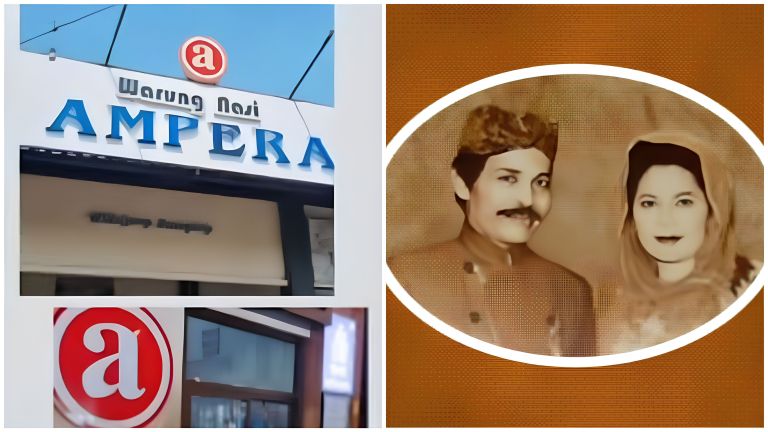 a
Warung Nasi
AMPERA
a